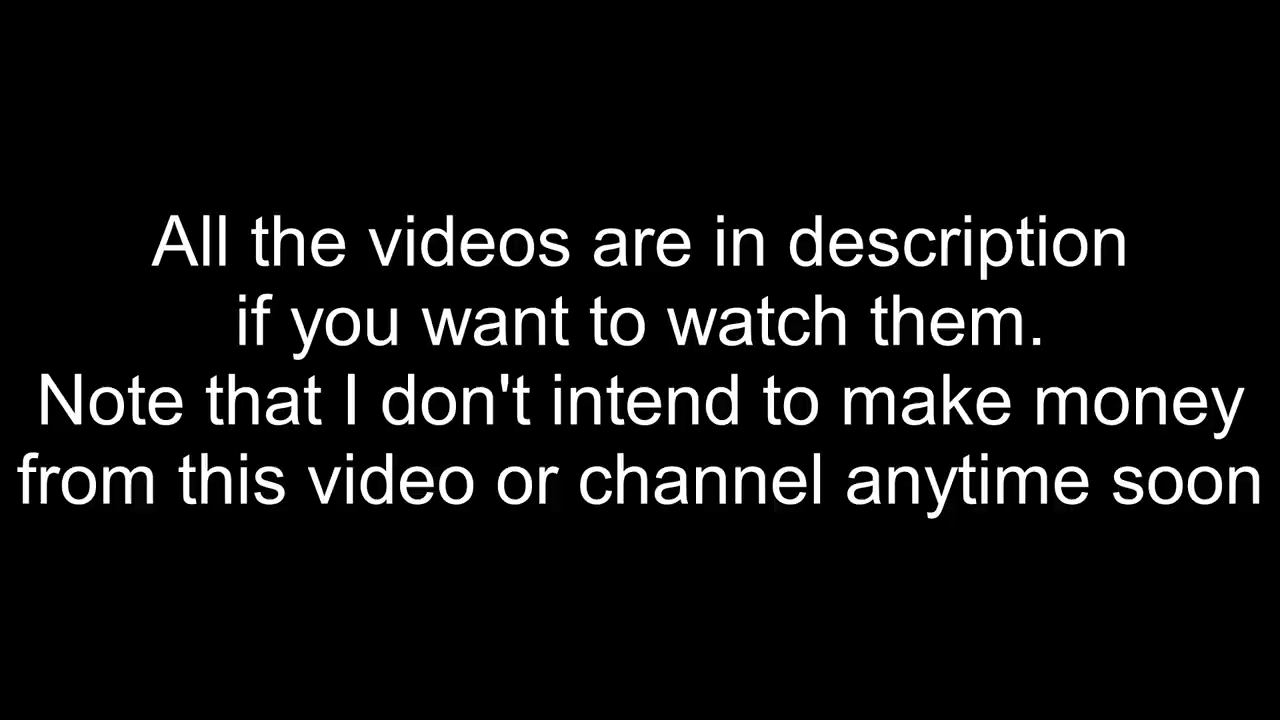 All the videos are in description
if you want to watch them.
Note that I don't intend to make money
from this video or channel anytime soon